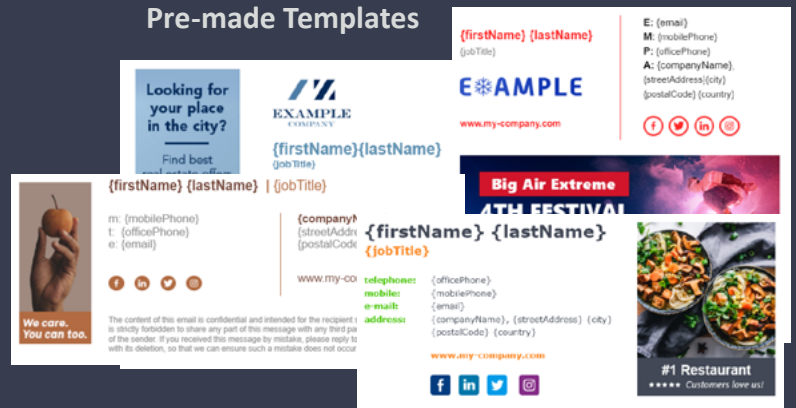 Pre-made Templates
Looking for
your place
in the city?
Find best
EXAMPLE
COMPANY
{firstName}{lastName}
{jobTitle}
{firstName} {lastName}
{jobTitle}
EXAMPLE
www.my-company.com
E: {email}
M: {mobilePhone}
P: {officePhone}
A: {companyName},
{streetAddress}{city}
{postalCode} {country}
Big Air Extreme
4TH FESTIVAL
We care.
You can too.
{firstName} {lastName} | {jobTitle}
m: {mobilePhone}
t: {officePhone}
e: {email}
{companyN
{streetAddre
{postalCode
www.my-co
The content of this email is confidential and intended for the recipient
is strictly forbidden to share any part of this message with any third pa
of the sender. If you received this message by mistake, please reply to
with its deletion, so that we can ensure such a mistake does not occur
{firstName} {lastName}
{jobTitle}
telephone: {officePhone}
mobile: {mobilePhone}
e-mail: {email}
address: {companyName}, {streetAddress} {city}
{postalCode} {country}
www.my-company.com
#1 Restaurant
★★★★★ Customers love us!